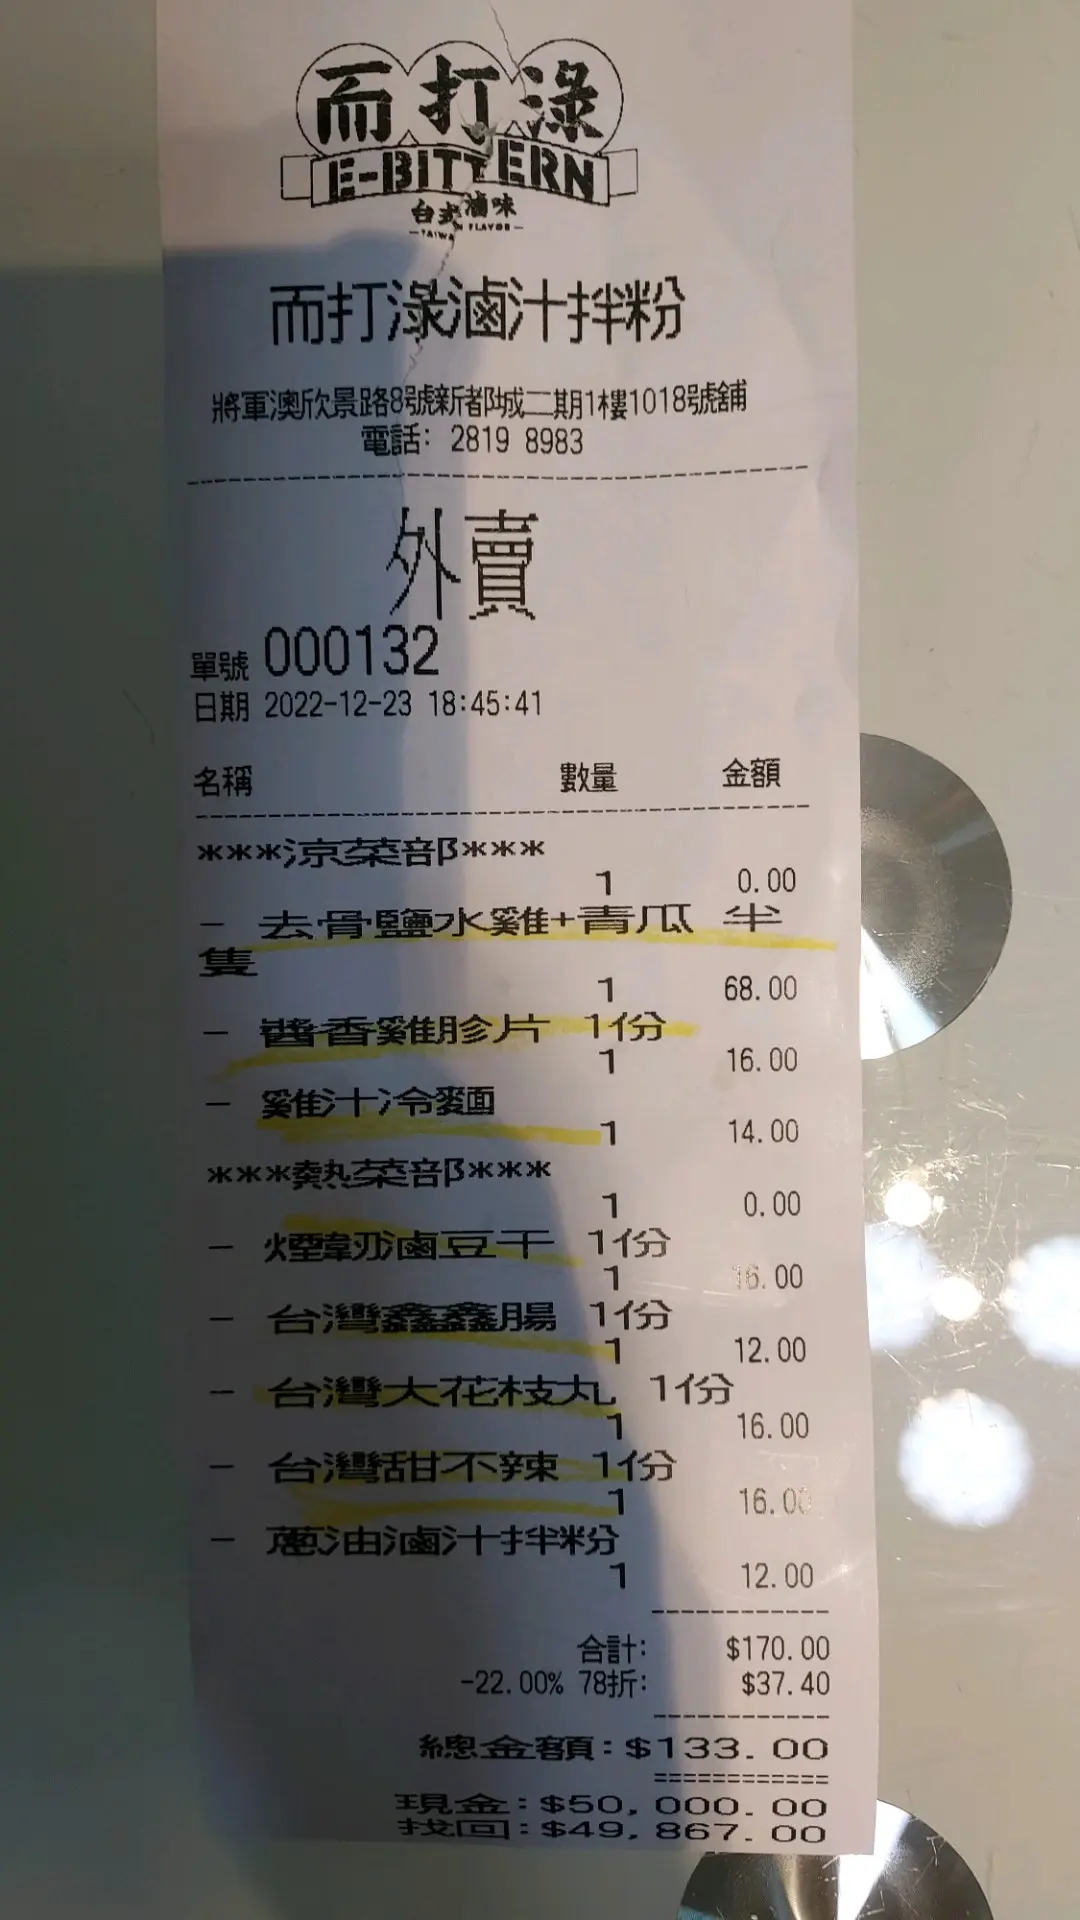 而打淥
E-BITTERN
台式滷味
TAIWAN FLAVOR
而打淥滷汁拌粉
將軍澳欣景路8號新都城二期1樓1018號舖
電話: 2819 8983
外賣
單號 000132
日期 2022-12-23 18:45:41
名稱 數量 金額
***涼菜部***
1 0.00
- 去骨鹽水雞+青瓜 半
隻
1 68.00
- 醬香雞胗片 1份
1 16.00
- 雞汁冷麵
1 14.00
***熱菜部***
1 0.00
- 煙韌滷豆干 1份
1 16.00
- 台灣鑫鑫腸 1份
1 12.00
- 台灣大花枝丸 1份
1 16.00
- 台灣甜不辣 1份
1 16.00
- 蔥油滷汁拌粉
1 12.00
合計: $170.00
-22.00% 78折: $37.40
總金額: $133.00
現金: $50,000.00
找回: $49,867.00